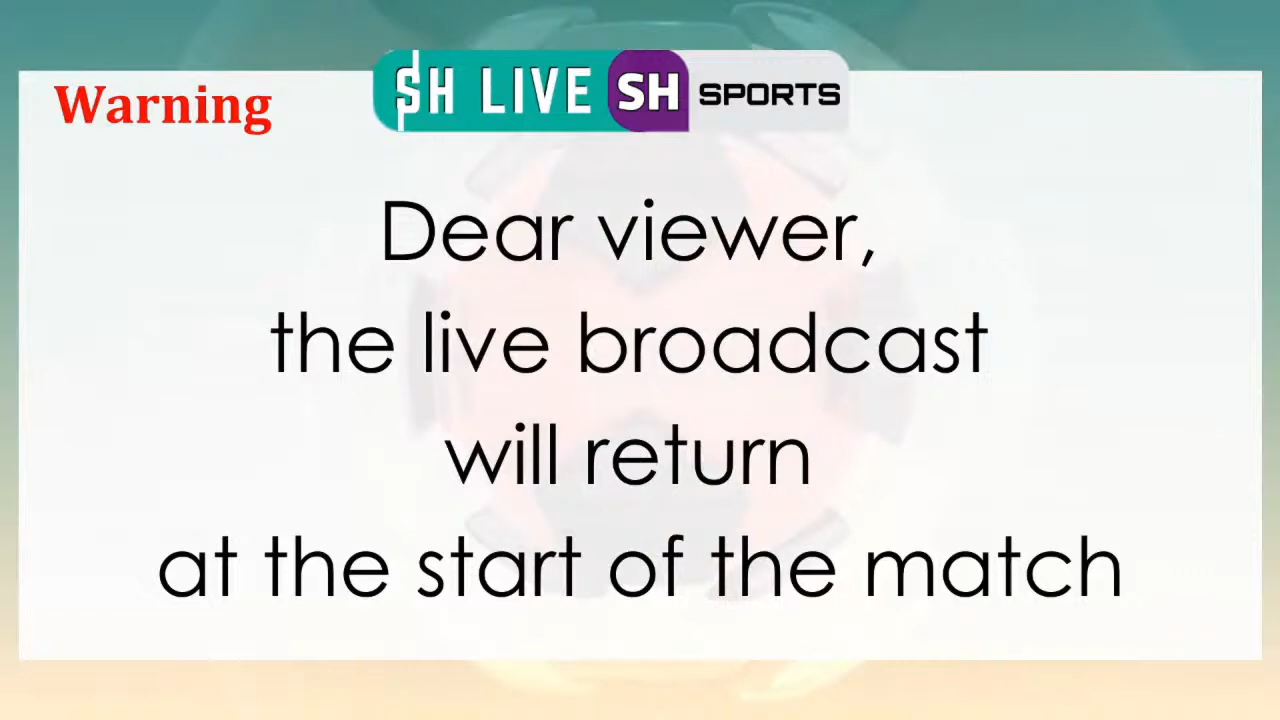 SH LIVE SH SPORTS
Warning
Dear viewer,
the live broadcast
will return
at the start of the match